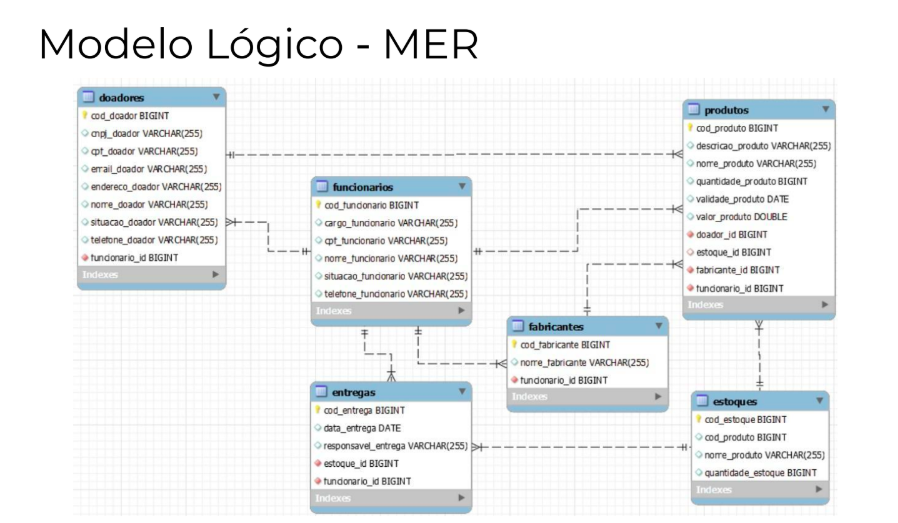 Modelo Lógico - MER
doadores
cod_doador BIGINT
cnpj_doador VARCHAR(255)
cpf_doador VARCHAR(255)
email_doador VARCHAR(255)
endereco_doador VARCHAR(255)
nome_doador VARCHAR(255)
situacao_doador VARCHAR(255)
telefone_doador VARCHAR(255)
funcionario_id BIGINT
Indexes
funcionarios
cod_funcionario BIGINT
cargo_funcionario VARCHAR(255)
cpf_funcionario VARCHAR(255)
nome_funcionario VARCHAR(255)
situacao_funcionario VARCHAR(255)
telefone_funcionario VARCHAR(255)
Indexes
produtos
cod_produto BIGINT
descricao_produto VARCHAR(255)
nome_produto VARCHAR(255)
quantidade_produto BIGINT
validade_produto DATE
valor_produto DOUBLE
doador_id BIGINT
estoque_id BIGINT
fabricante_id BIGINT
funcionario_id BIGINT
Indexes
fabricantes
cod_fabricante BIGINT
nome_fabricante VARCHAR(255)
funcionario_id BIGINT
Indexes
entregas
cod_entrega BIGINT
data_entrega DATE
responsavel_entrega VARCHAR(255)
estoque_id BIGINT
funcionario_id BIGINT
Indexes
estoques
cod_estoque BIGINT
cod_produto BIGINT
nome_produto VARCHAR(255)
quantidade_estoque BIGINT
Indexes